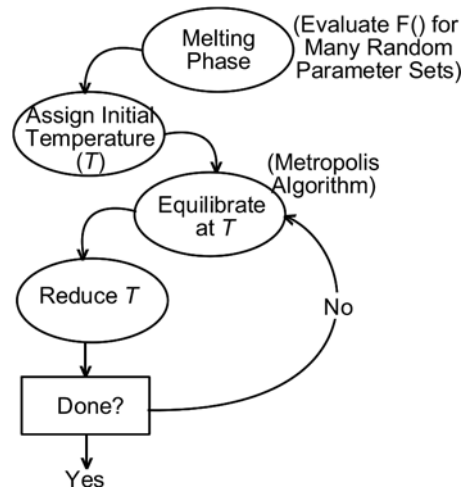 Melting
Phase
(Evaluate F() for
Many Random
Parameter Sets)
Assign Initial
Temperature
(T)
(Metropolis
Algorithm)
Equilibrate
at T
Reduce T
No
Done?
Yes